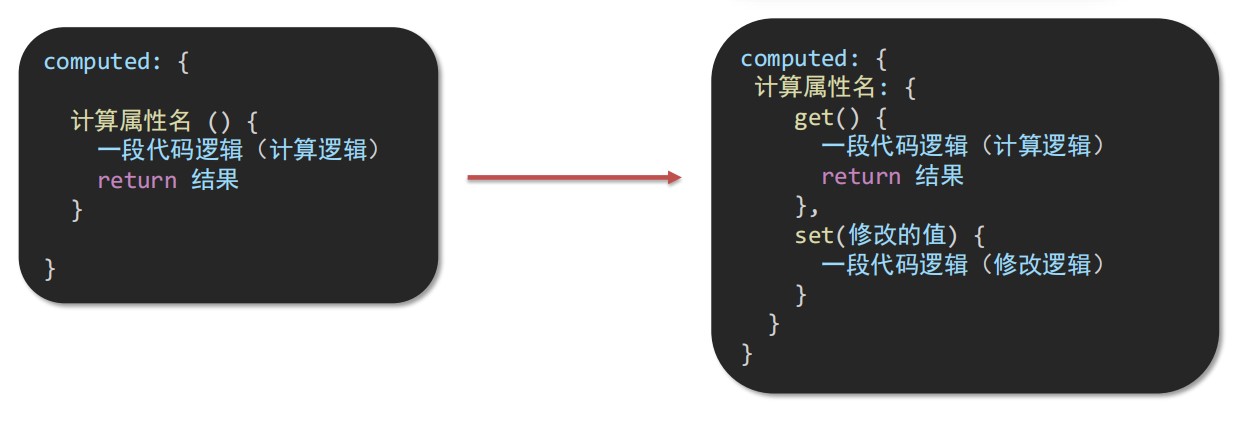 computed: {
计算属性名 () {
一段代码逻辑（计算逻辑）
return 结果
}
}
computed: {
计算属性名: {
get() {
一段代码逻辑（计算逻辑）
return 结果
},
set(修改的值) {
一段代码逻辑（修改逻辑）
}
}
}